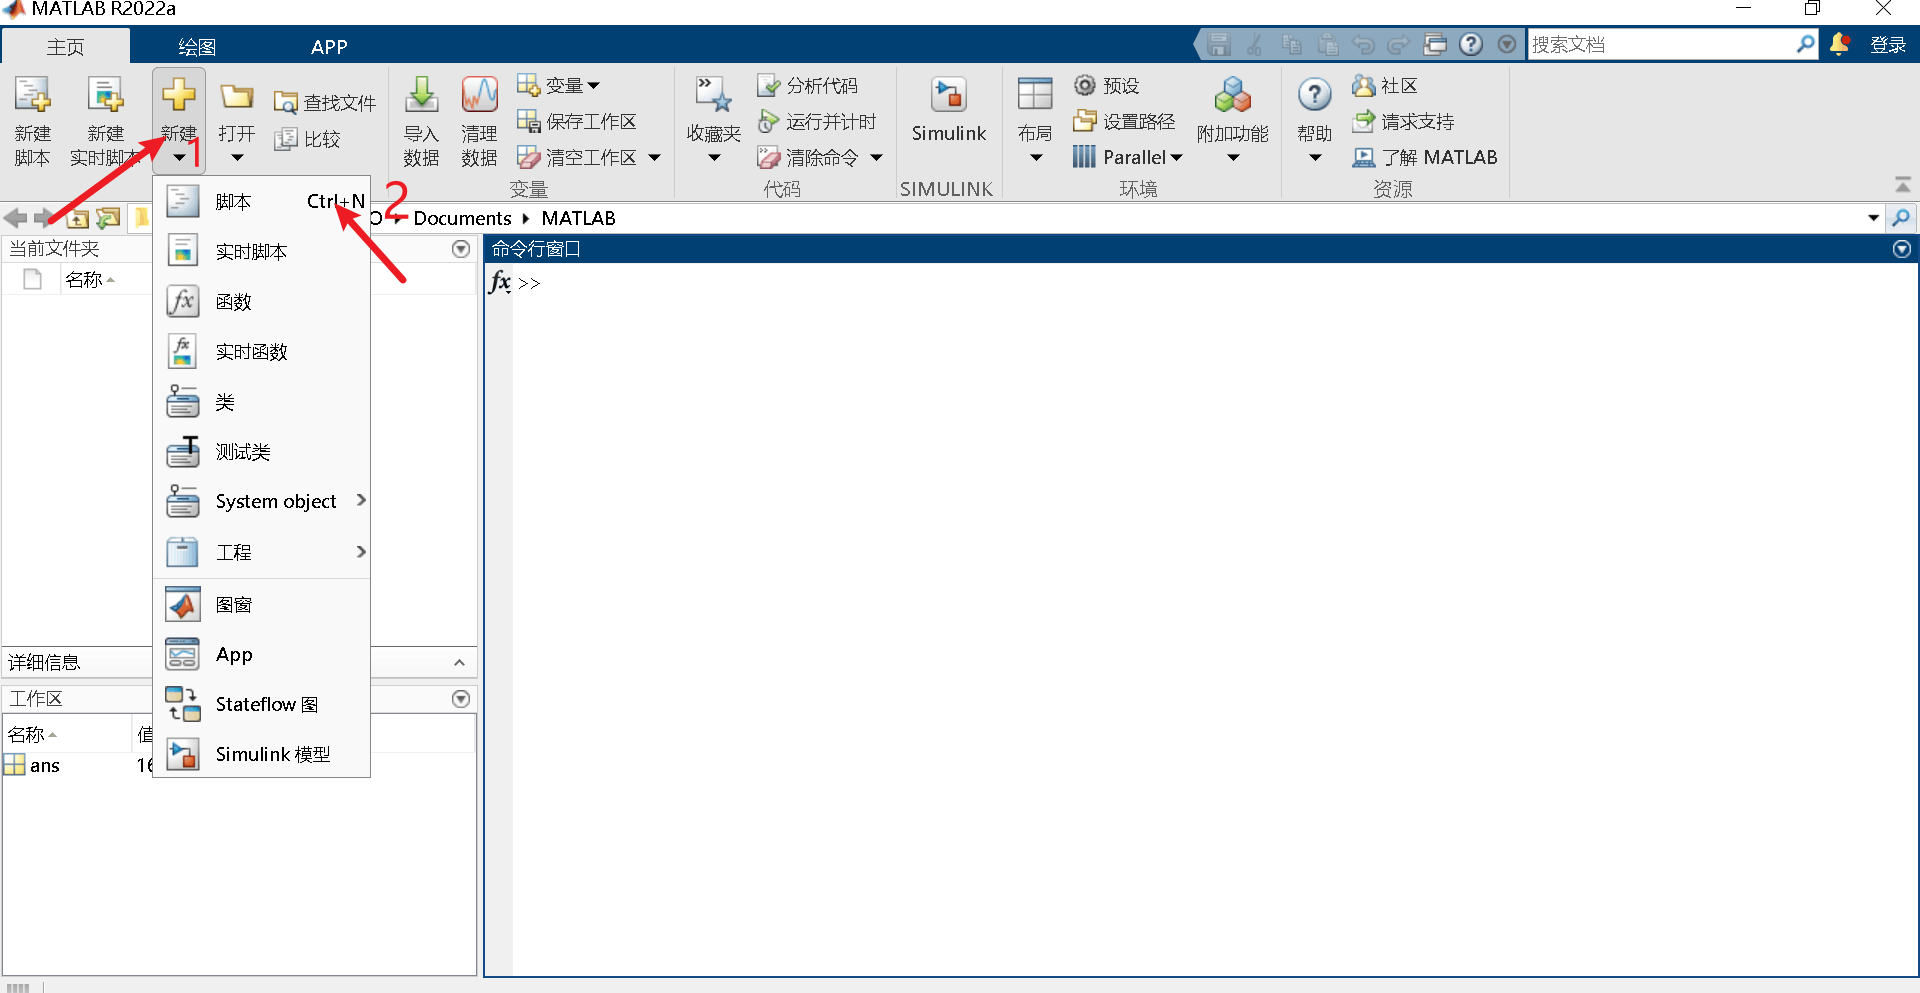 MATLAB R2022a
主页 绘图 APP 搜索文档 登录
新建脚本
新建实时脚本
新建
打开
查找文件
比较
导入数据
清理数据
变量
保存工作区
清空工作区
变量
收藏夹
分析代码
运行并计时
清除命令
代码
Simulink
SIMULINK
布局
预设
设置路径
Parallel
环境
附加功能
帮助
社区
请求支持
了解 MATLAB
资源
1
2
Documents MATLAB
当前文件夹
名称
脚本 Ctrl+N
实时脚本
函数
实时函数
类
测试类
System object
工程
图窗
App
Stateflow 图
Simulink 模型
命令行窗口
fx >>
详细信息
工作区
名称 值
ans